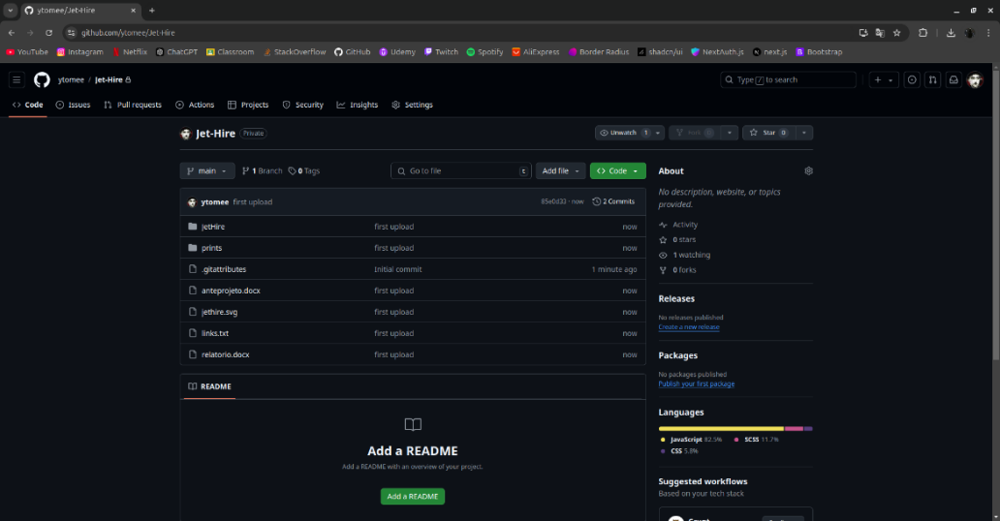 ytomee/Jet-Hire
github.com/ytomee/Jet-Hire
YouTube Instagram Netflix ChatGPT Classroom StackOverflow GitHub Udemy Twitch Spotify AliExpress Border Radius shadcn/ui NextAuth.js next.js Bootstrap
ytomee / Jet-Hire
Type / to search
Code Issues Pull requests Actions Projects Security Insights Settings
Jet-Hire Private
Unwatch 1 Star 0
main 1 Branch 0 Tags
Go to file t
Add file Code
ytomee first upload 85e0d33 · now 2 Commits
JetHire first upload now
prints first upload now
.gitattributes Initial commit 1 minute ago
anteprojeto.docx first upload now
jethire.svg first upload now
links.txt first upload now
relatorio.docx first upload now
README
Add a README
Add a README with an overview of your project.
Add a README
About
No description, website, or topics
provided.
Activity
0 stars
1 watching
0 forks
Releases
No releases published
Create a new release
Packages
No packages published
Publish your first package
Languages
JavaScript 82.5% SCSS 11.7%
CSS 5.8%
Suggested workflows
Based on your tech stack